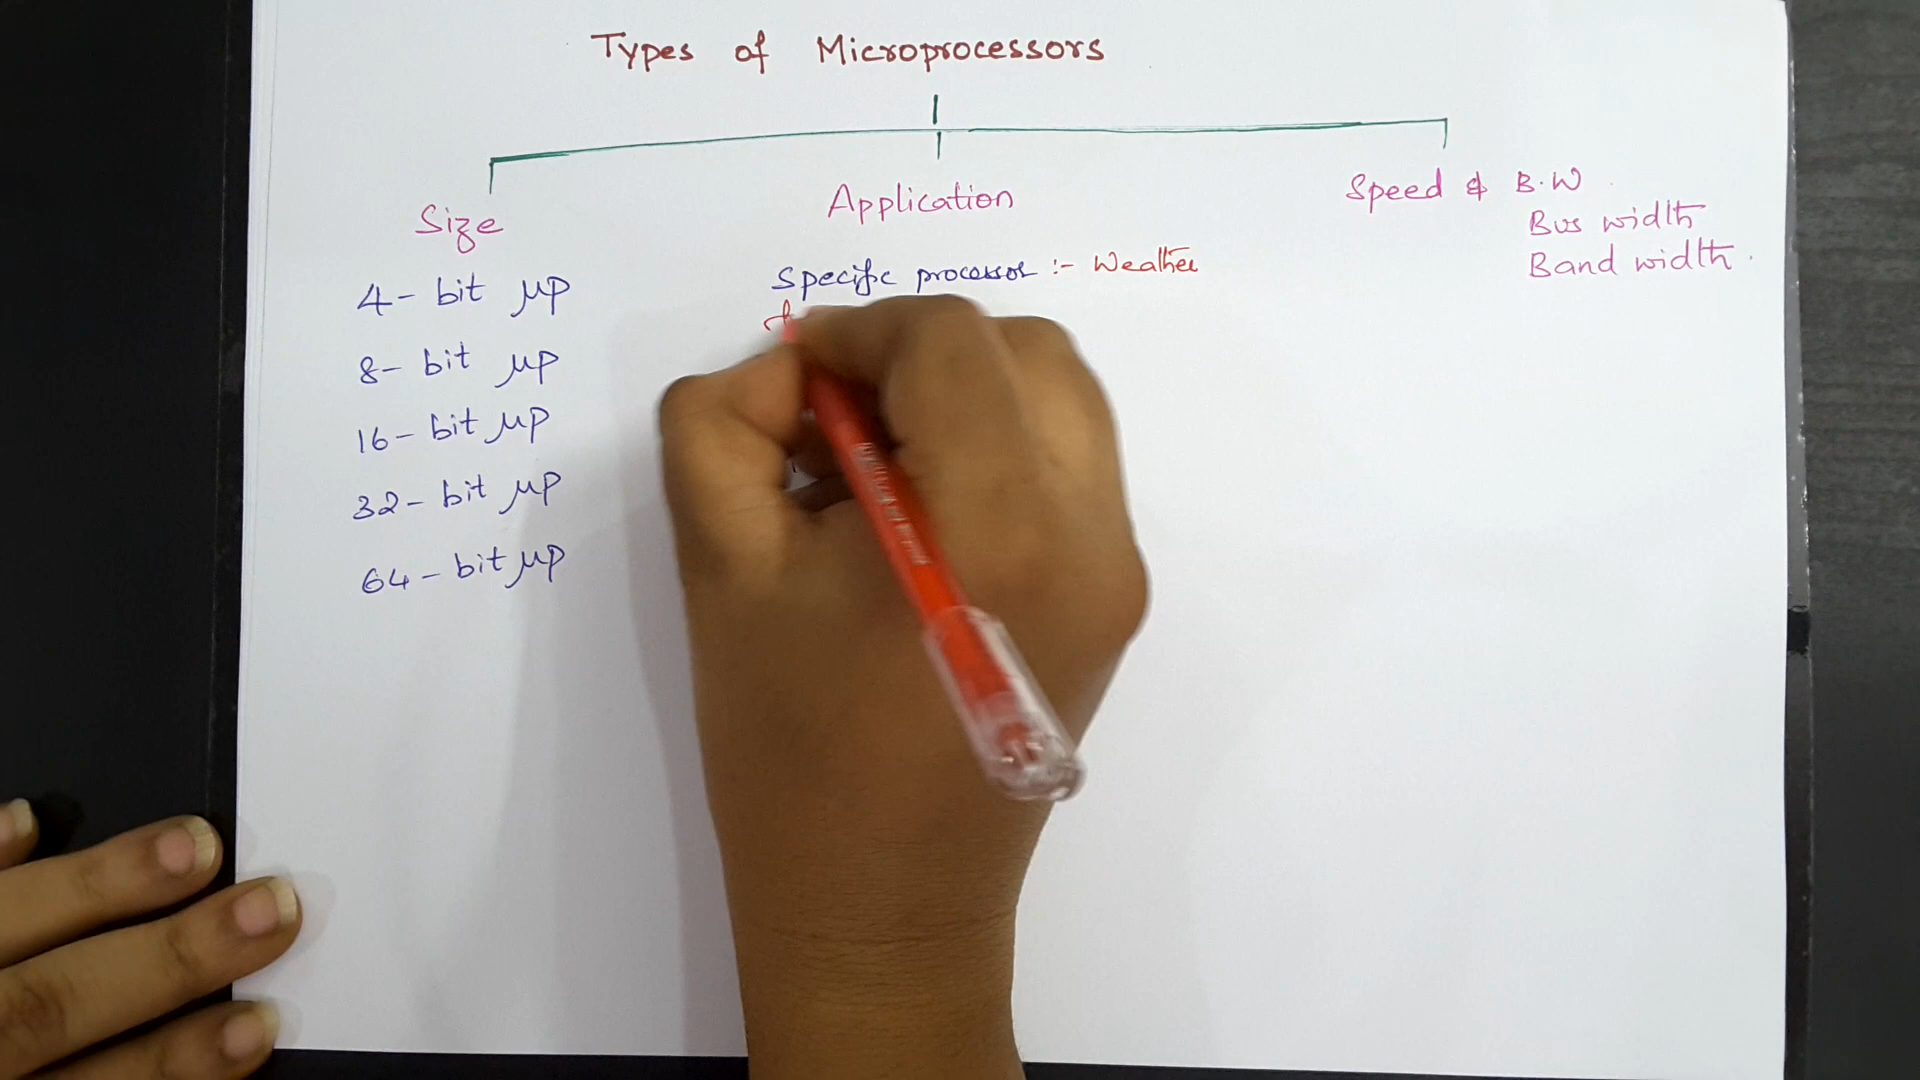 Types of Microprocessors
Size
4- bit μp
8- bit μp
16- bit μp
32- bit μp
64- bit μp
Application
Specific processor :- Weather
Speed & B.W
Bus width
Band width.